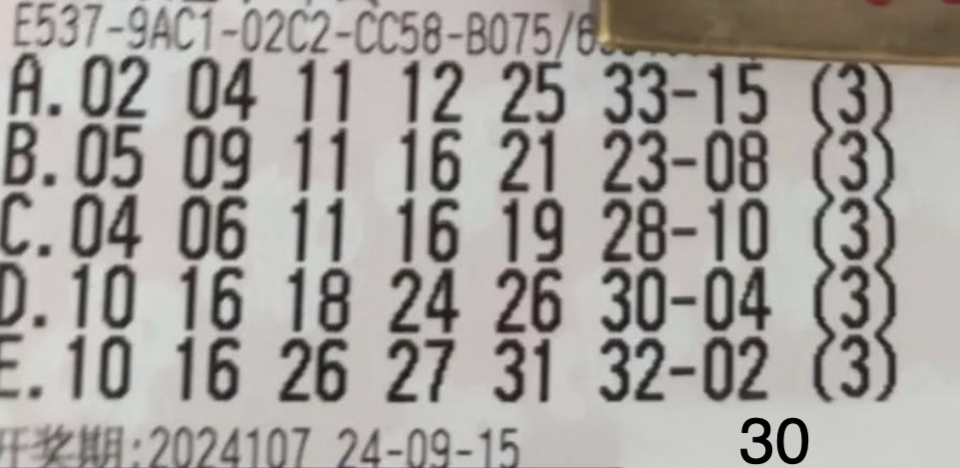 E537-9AC1-02C2-CC58-B075/6
A. 02 04 11 12 25 33-15 (3)
B. 05 09 11 16 21 23-08 (3)
C. 04 06 11 16 19 28-10 (3)
D. 10 16 18 24 26 30-04 (3)
E. 10 16 26 27 31 32-02 (3)
开奖期:2024107 24-09-15 30